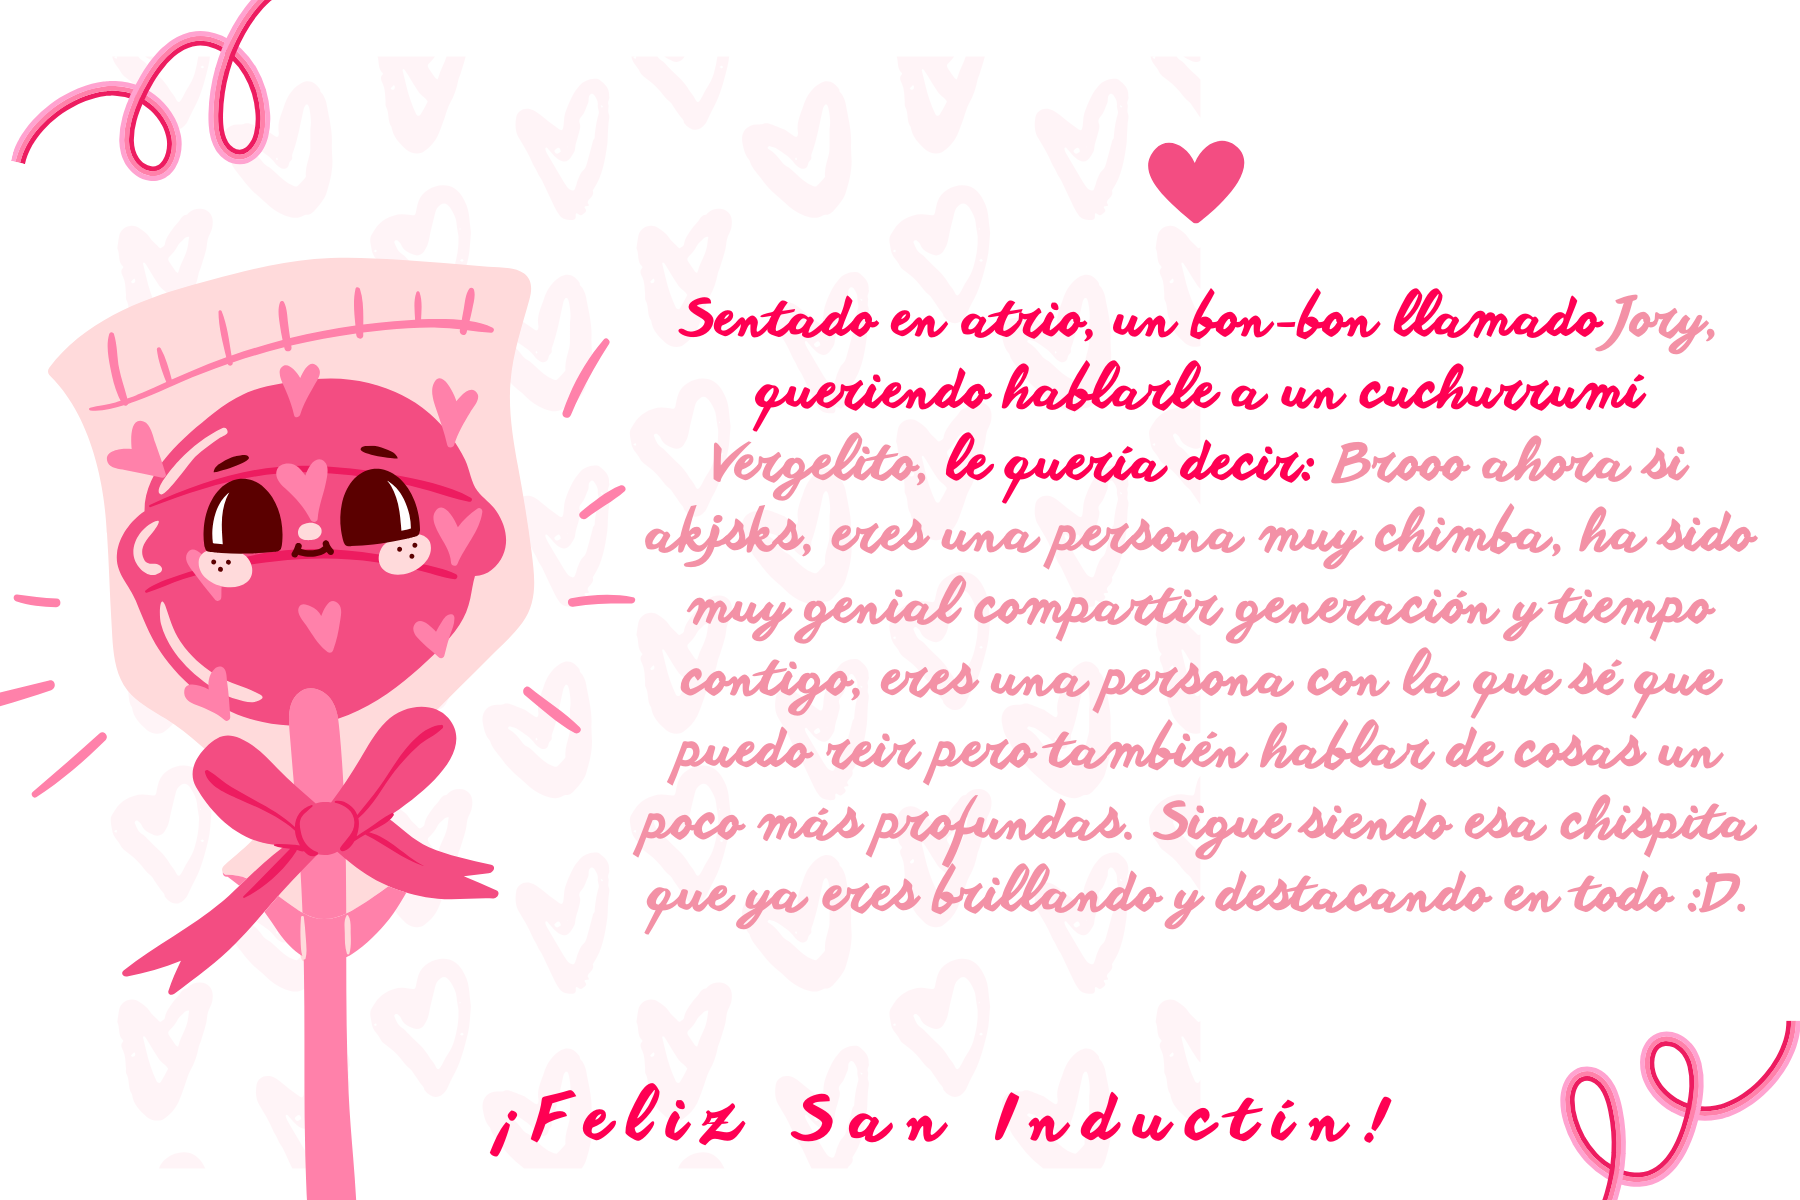 Sentado en atrio, un bon-bon llamado Jory,
queriendo hablarle a un cuchurrumí
Vergelito, le quería decir: Brooo ahora si
akjsks, eres una persona muy chimba, ha sido
muy genial compartir generación y tiempo
contigo, eres una persona con la que sé que
puedo reir pero también hablar de cosas un
poco más profundas. Sigue siendo esa chispita
que ya eres brillando y destacando en todo :D.
¡Feliz San Inductín!